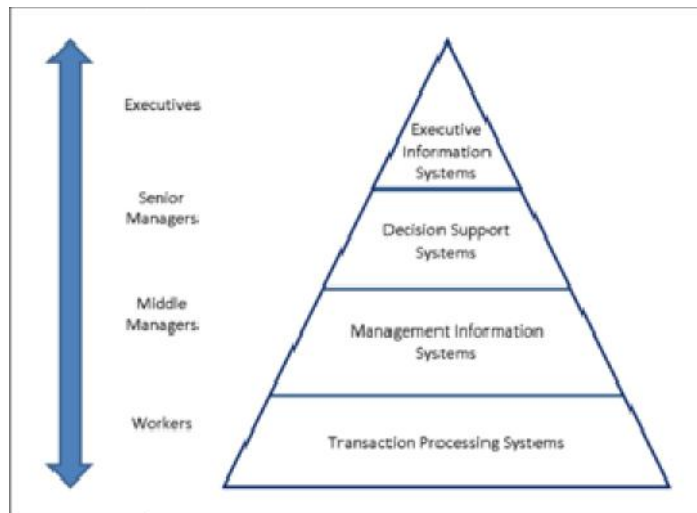 Executives
Executive
Information
Systems
Senior
Managers
Decision Support
Systems
Middle
Managers
Management Information
Systems
Workers
Transaction Processing Systems